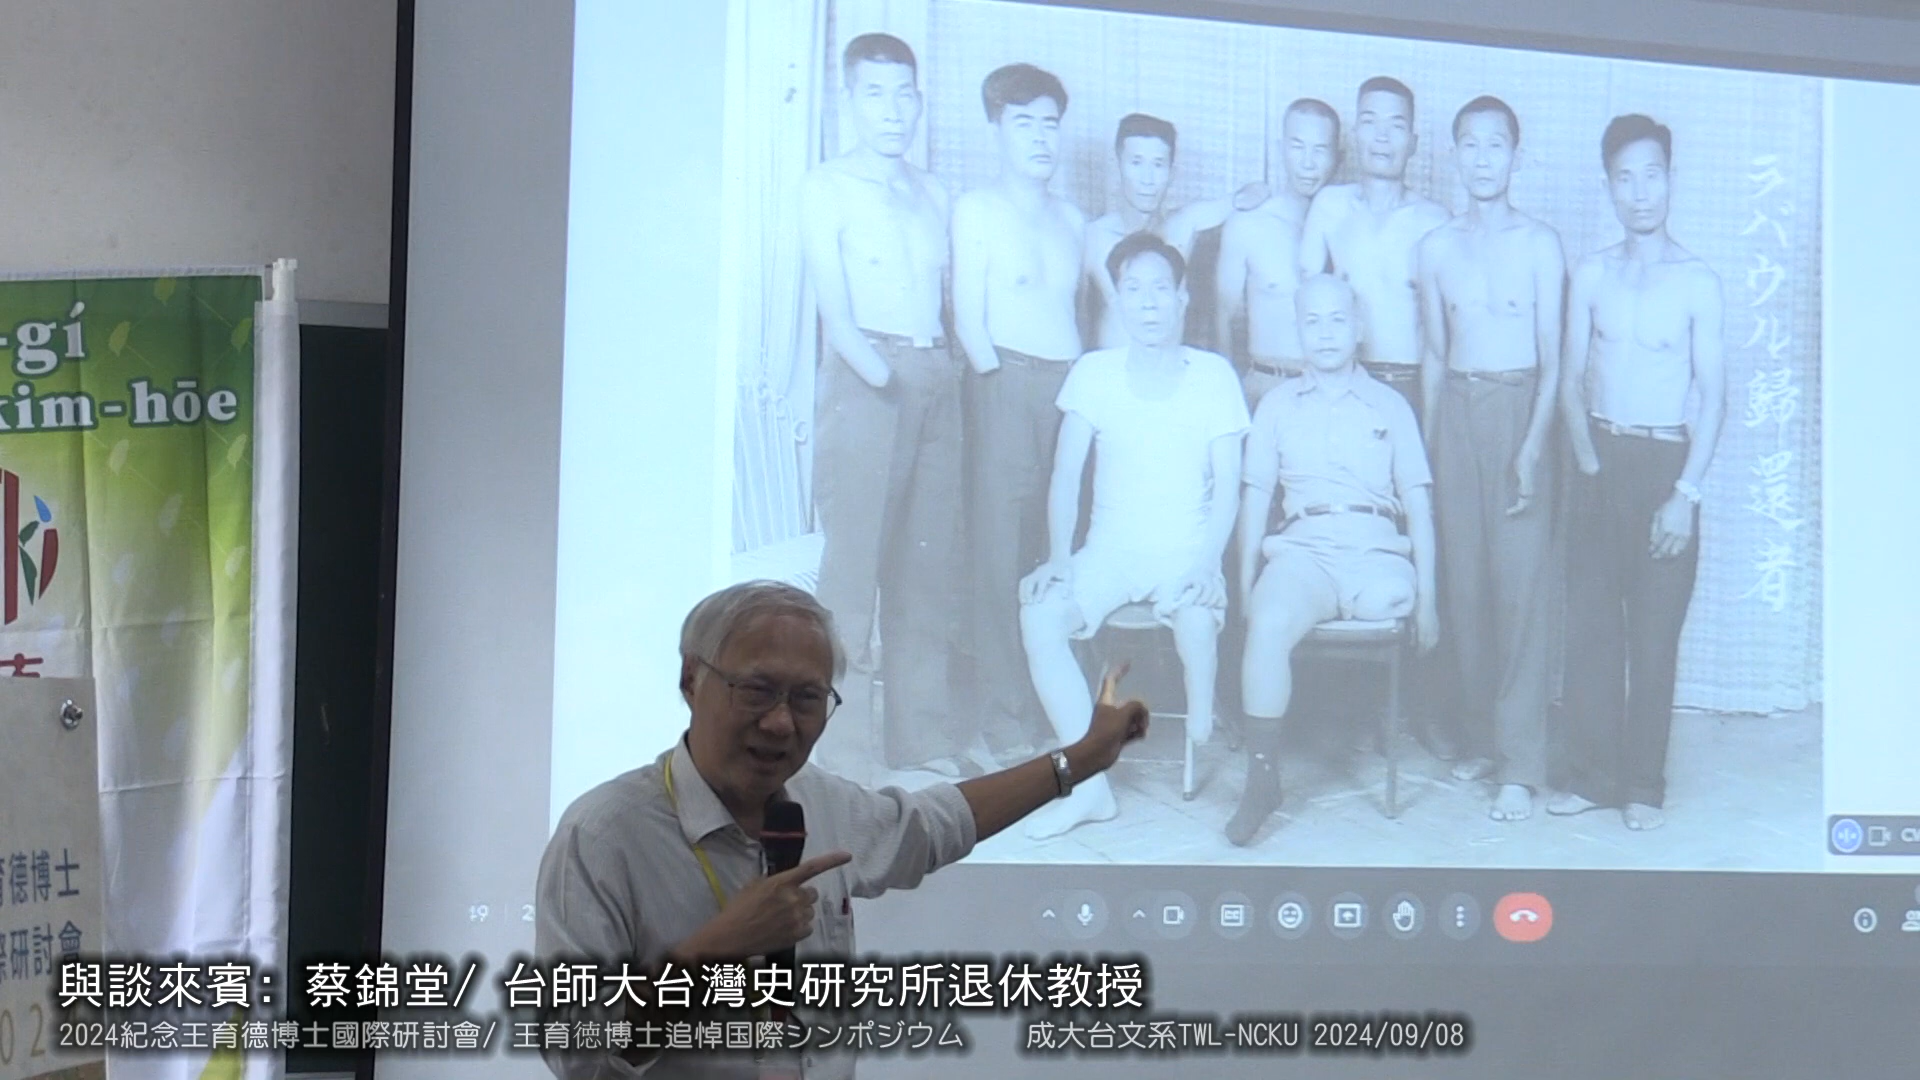 -gí
kim-hōe
ラバウル歸還者
育德博士
際研討會
與談來賓: 蔡錦堂/ 台師大台灣史研究所退休教授
2024紀念王育德博士國際研討會/ 王育徳博士追悼国際シンポジウム 成大台文系TWL-NCKU 2024/09/08